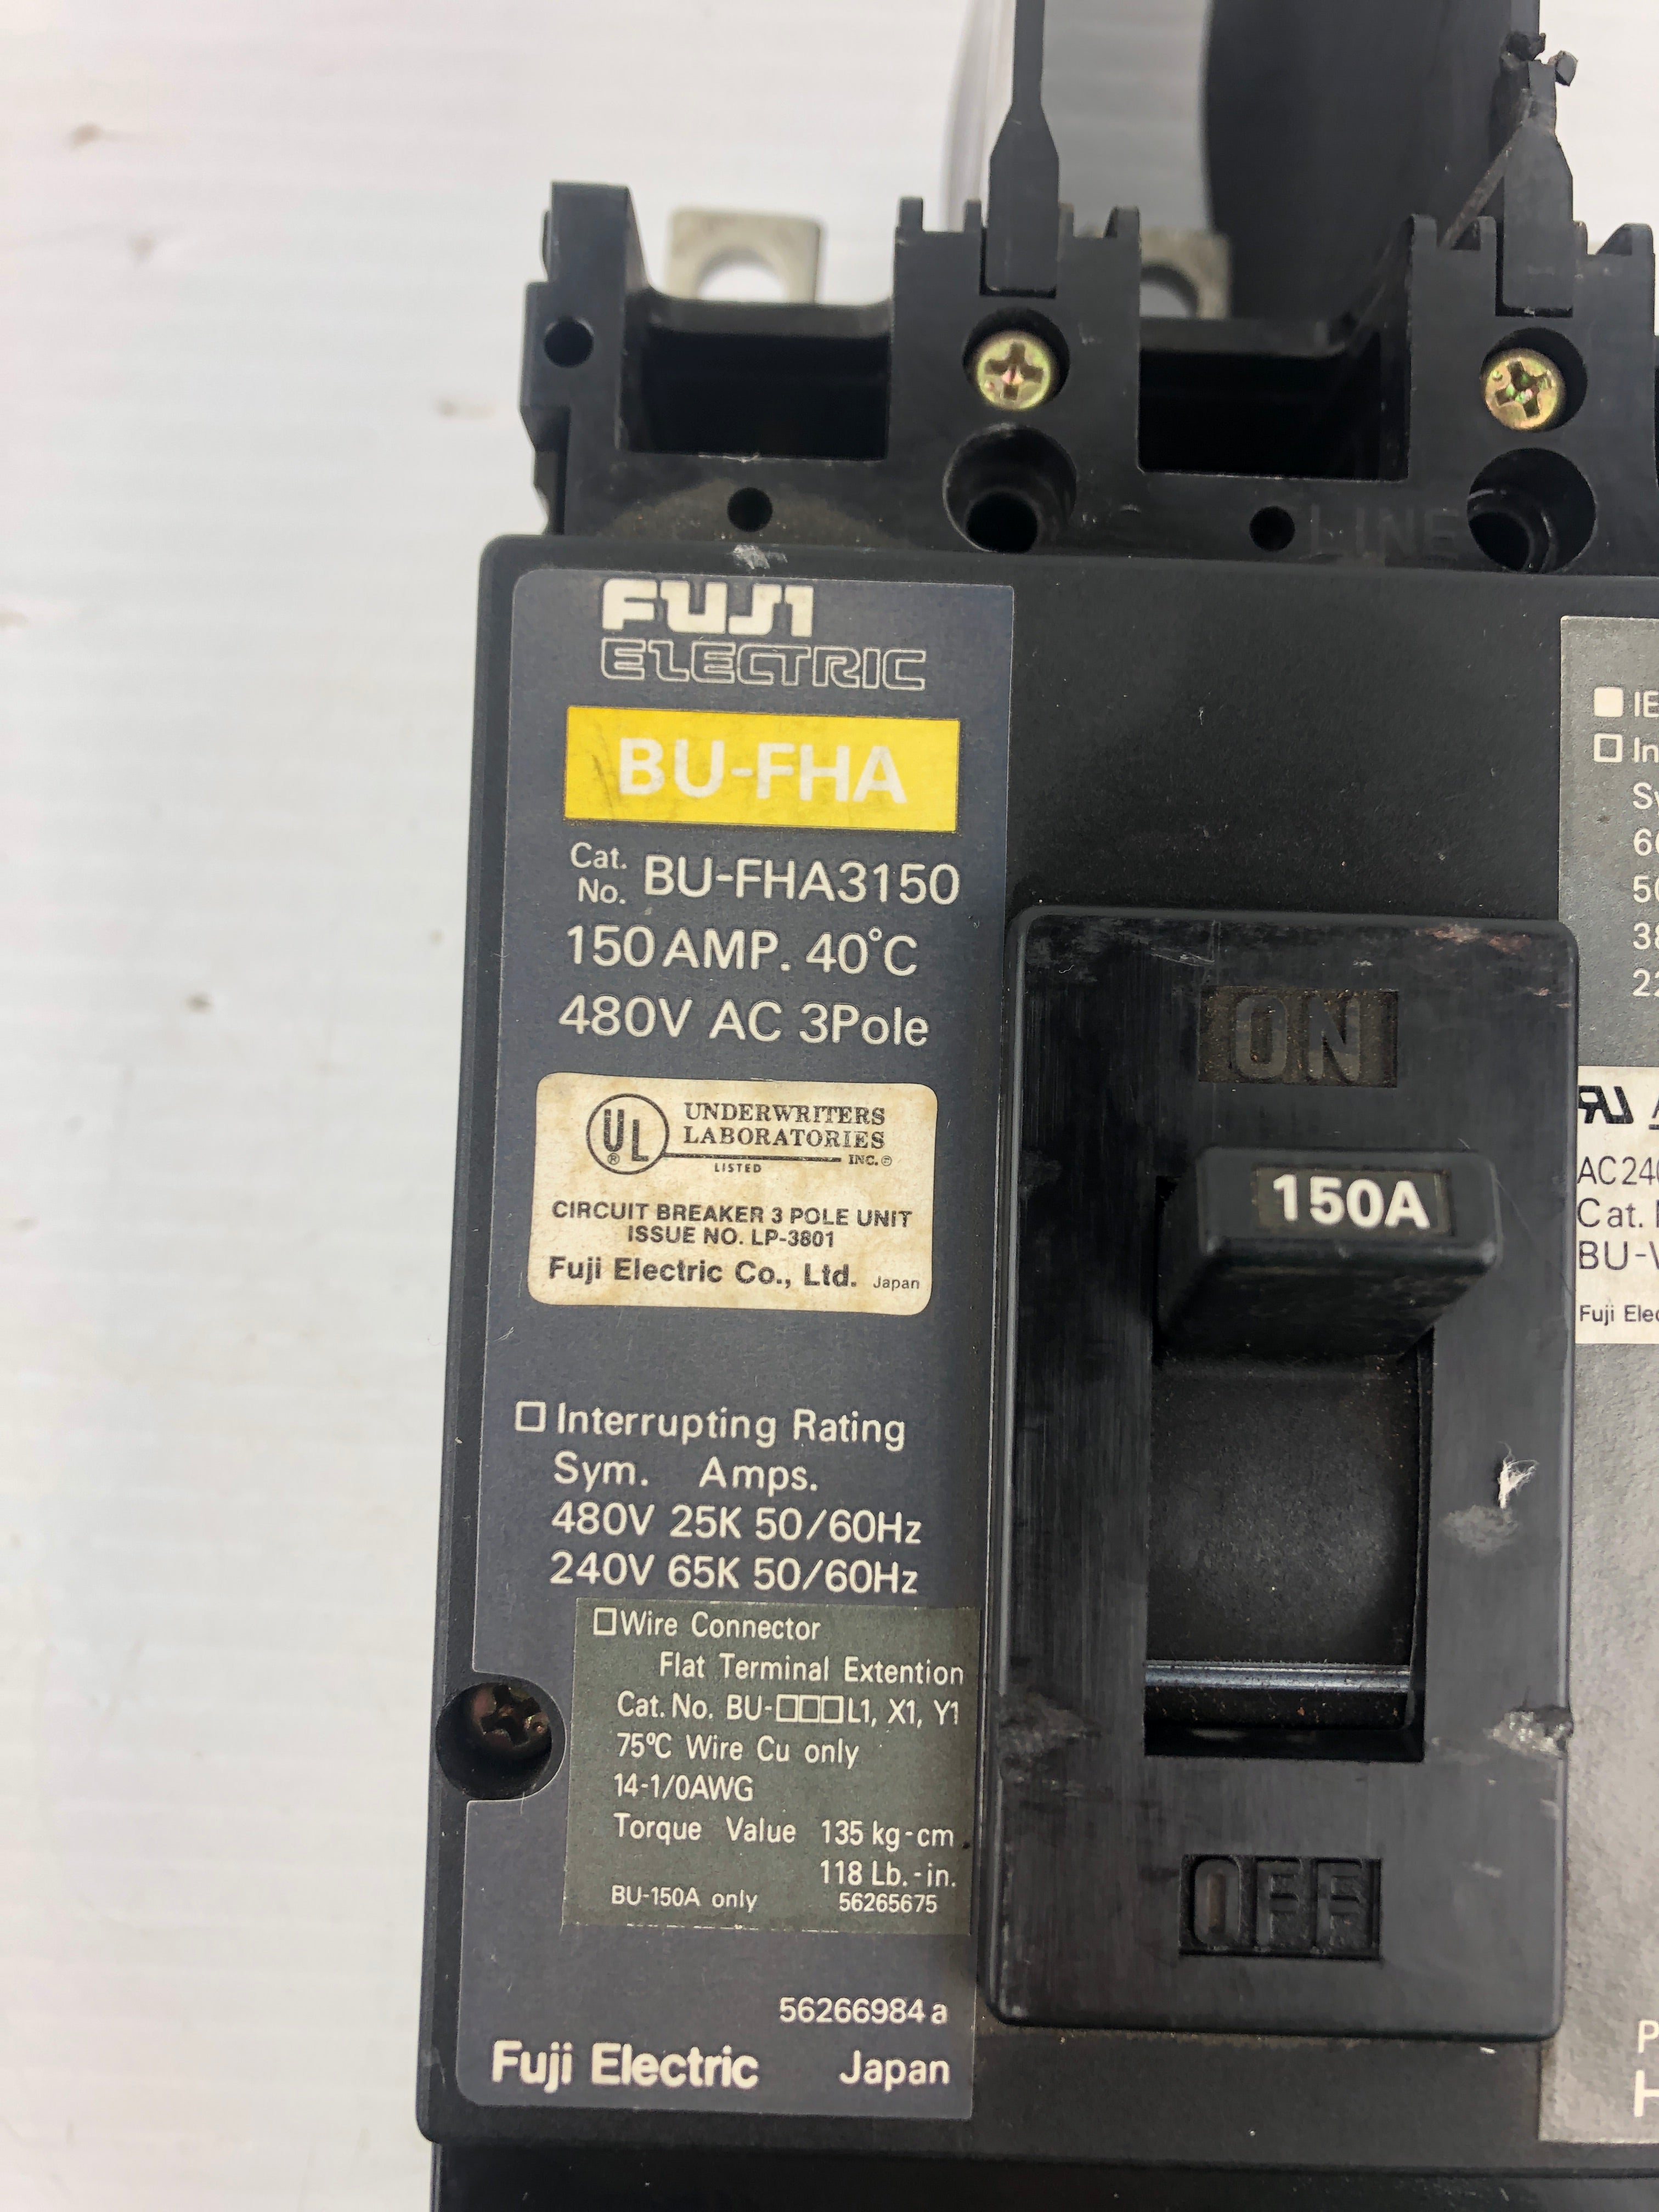 LINE
FUJI
ELECTRIC
BU-FHA
Cat. No. BU-FHA3150
150 AMP. 40°C
480V AC 3Pole
UL ® UNDERWRITERS
LABORATORIES
INC.®
LISTED
CIRCUIT BREAKER 3 POLE UNIT
ISSUE NO. LP-3801
Fuji Electric Co., Ltd. Japan
□ Interrupting Rating
Sym. Amps.
480V 25K 50/60Hz
240V 65K 50/60Hz
□Wire Connector
Flat Terminal Extention
Cat.No. BU-□□□L1, X1, Y1
75°C Wire Cu only
14-1/0AWG
Torque Value 135 kg-cm
118 Lb.-in.
BU-150A only 56265675
56266984 a
Fuji Electric Japan
ON
150A
OFF
Cat.
Fuji